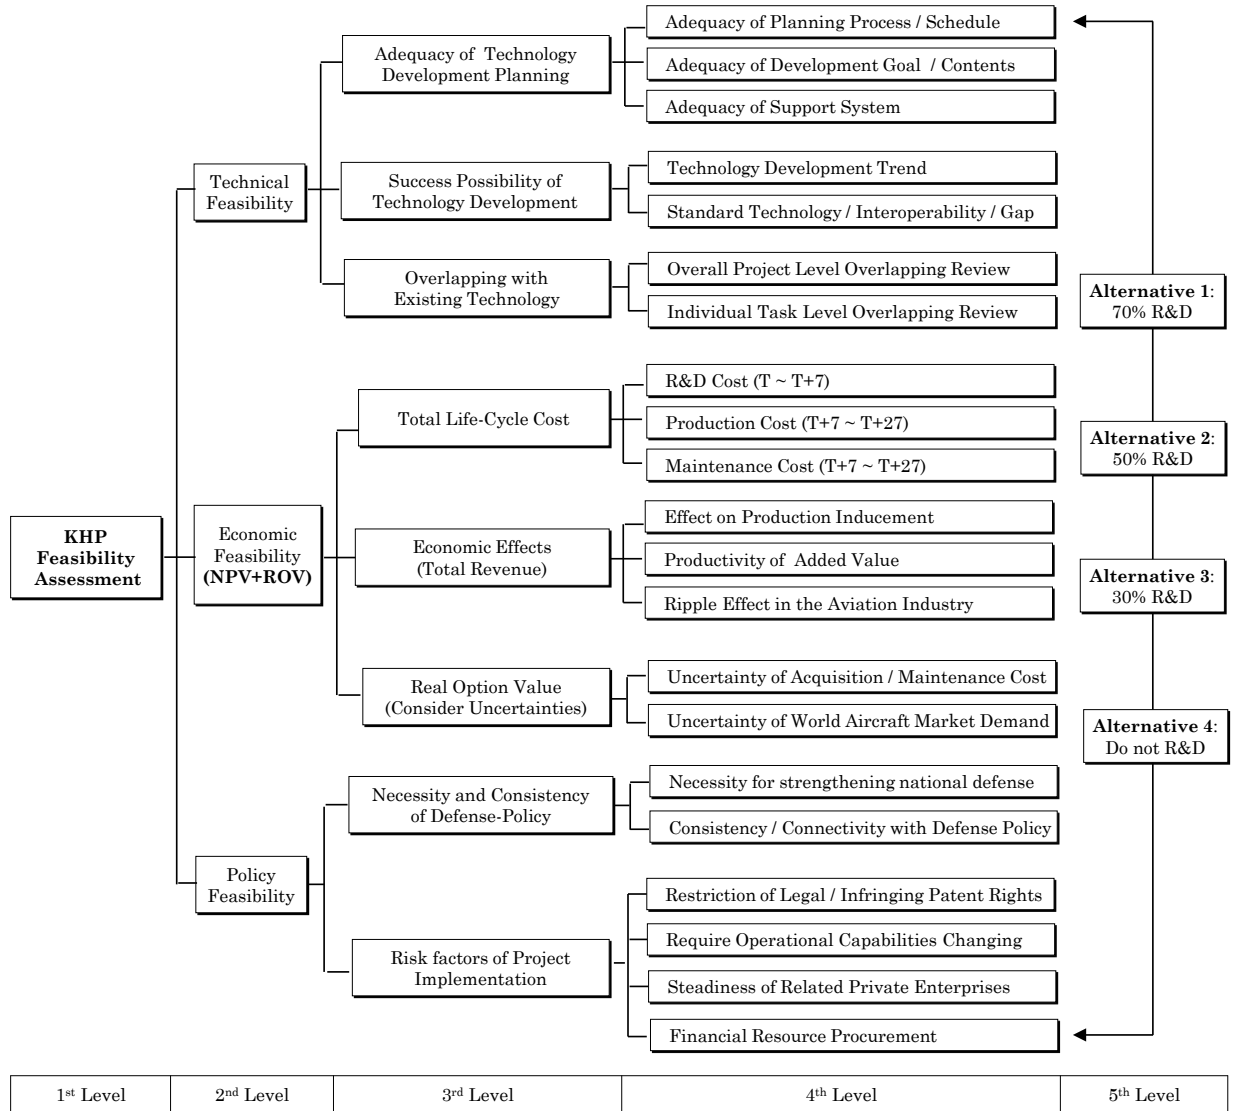 Adequacy of Planning Process / Schedule
Adequacy of Technology
Development Planning
Adequacy of Development Goal / Contents
Adequacy of Support System
Technical
Feasibility
Success Possibility of
Technology Development
Technology Development Trend
Standard Technology / Interoperability / Gap
Overlapping with
Existing Technology
Overall Project Level Overlapping Review
Individual Task Level Overlapping Review
Alternative 1:
70% R&D
Total Life-Cycle Cost
R&D Cost (T ~ T+7)
Production Cost (T+7 ~ T+27)
Maintenance Cost (T+7 ~ T+27)
Alternative 2:
50% R&D
KHP
Feasibility
Assessment
Economic
Feasibility
(NPV+ROV)
Economic Effects
(Total Revenue)
Effect on Production Inducement
Productivity of Added Value
Ripple Effect in the Aviation Industry
Alternative 3:
30% R&D
Real Option Value
(Consider Uncertainties)
Uncertainty of Acquisition / Maintenance Cost
Uncertainty of World Aircraft Market Demand
Alternative 4:
Do not R&D
Policy
Feasibility
Necessity and Consistency
of Defense-Policy
Necessity for strengthening national defense
Consistency / Connectivity with Defense Policy
Risk factors of Project
Implementation
Restriction of Legal / Infringing Patent Rights
Require Operational Capabilities Changing
Steadiness of Related Private Enterprises
Financial Resource Procurement
1st Level
2nd Level
3rd Level
4th Level
5th Level